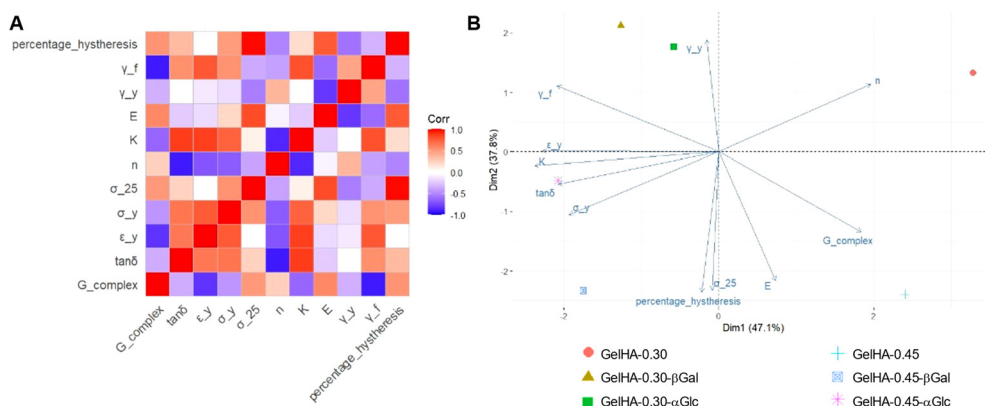 A
percentage_hystheresis
γ_f
γ_y
E
K
n
σ_25
σ_y
ε_y
tanδ
G_complex
G_complex
tanδ
ε_y
σ_y
σ_25
n
K
E
γ_y
γ_f
percentage_hystheresis
Corr
1.0
0.5
0.0
-0.5
-1.0
B
Dim2 (37.8%)
2
1
0
-1
-2
γ_y
n
γ_f
ε_y
K
tanδ
σ_y
G_complex
σ_25
E
percentage_hystheresis
-2
0
2
Dim1 (47.1%)
GelHA-0.30
GelHA-0.45
GelHA-0.30-βGal
GelHA-0.45-βGal
GelHA-0.30-αGlc
GelHA-0.45-αGlc